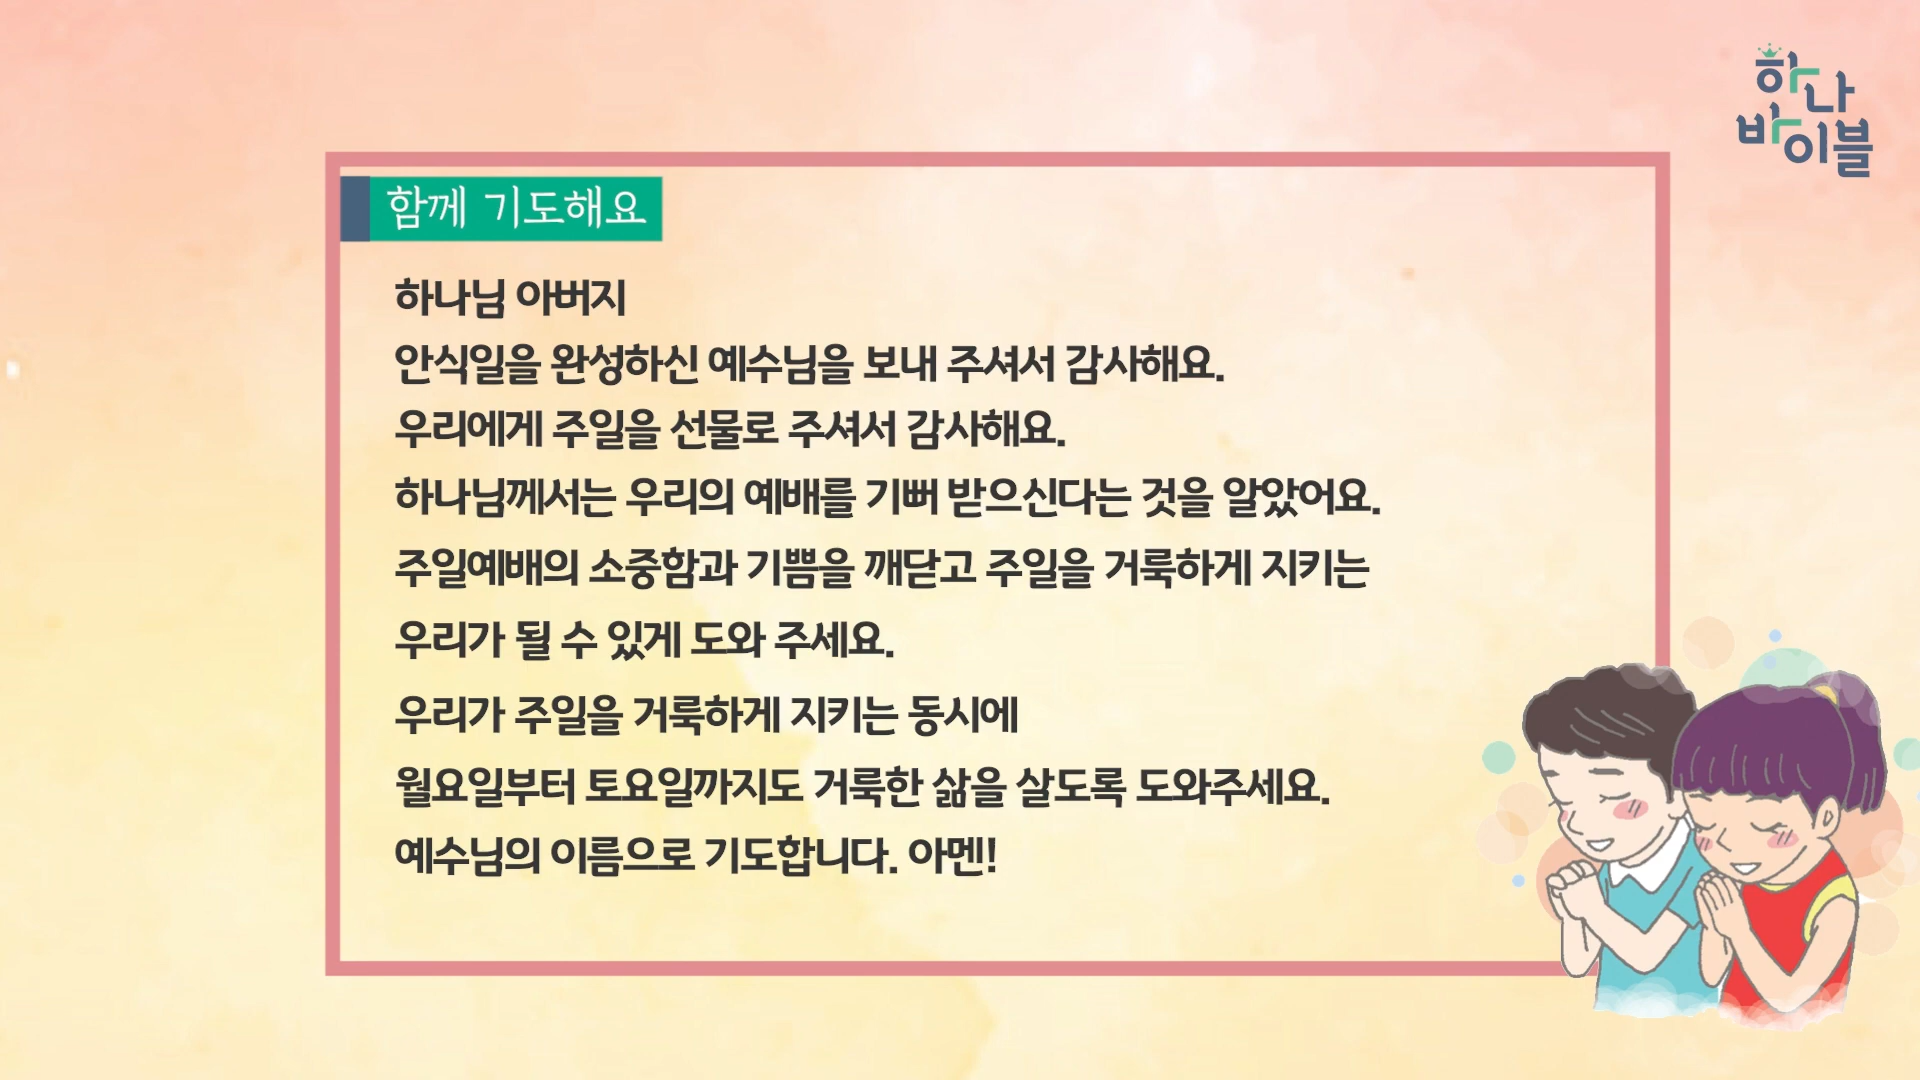 하나
바이블
함께 기도해요
하나님 아버지
안식일을 완성하신 예수님을 보내 주셔서 감사해요.
우리에게 주일을 선물로 주셔서 감사해요.
하나님께서는 우리의 예배를 기뻐 받으신다는 것을 알았어요.
주일예배의 소중함과 기쁨을 깨닫고 주일을 거룩하게 지키는
우리가 될 수 있게 도와 주세요.
우리가 주일을 거룩하게 지키는 동시에
월요일부터 토요일까지도 거룩한 삶을 살도록 도와주세요.
예수님의 이름으로 기도합니다. 아멘!